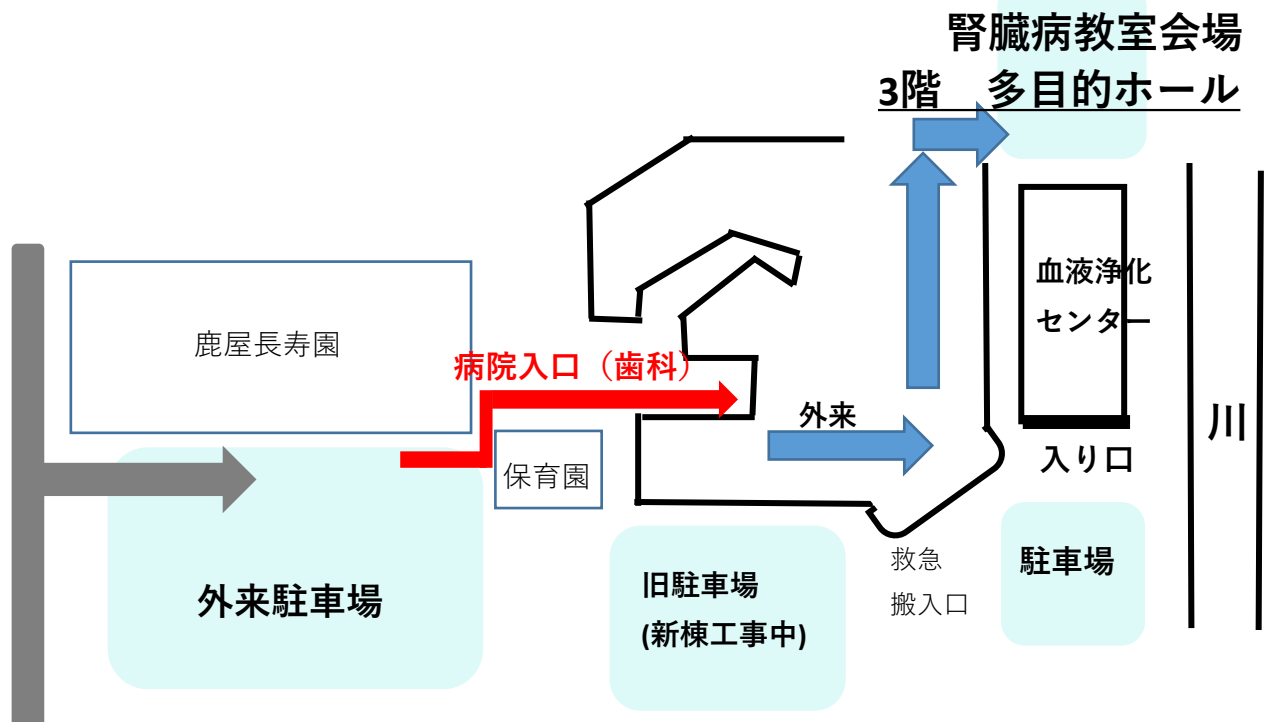 腎臓病教室会場
3階　多目的ホール
鹿屋長寿園
血液浄化
センター
病院入口（歯科）
外来
川
入り口
保育園
外来駐車場
旧駐車場
(新棟工事中)
救急
搬入口
駐車場